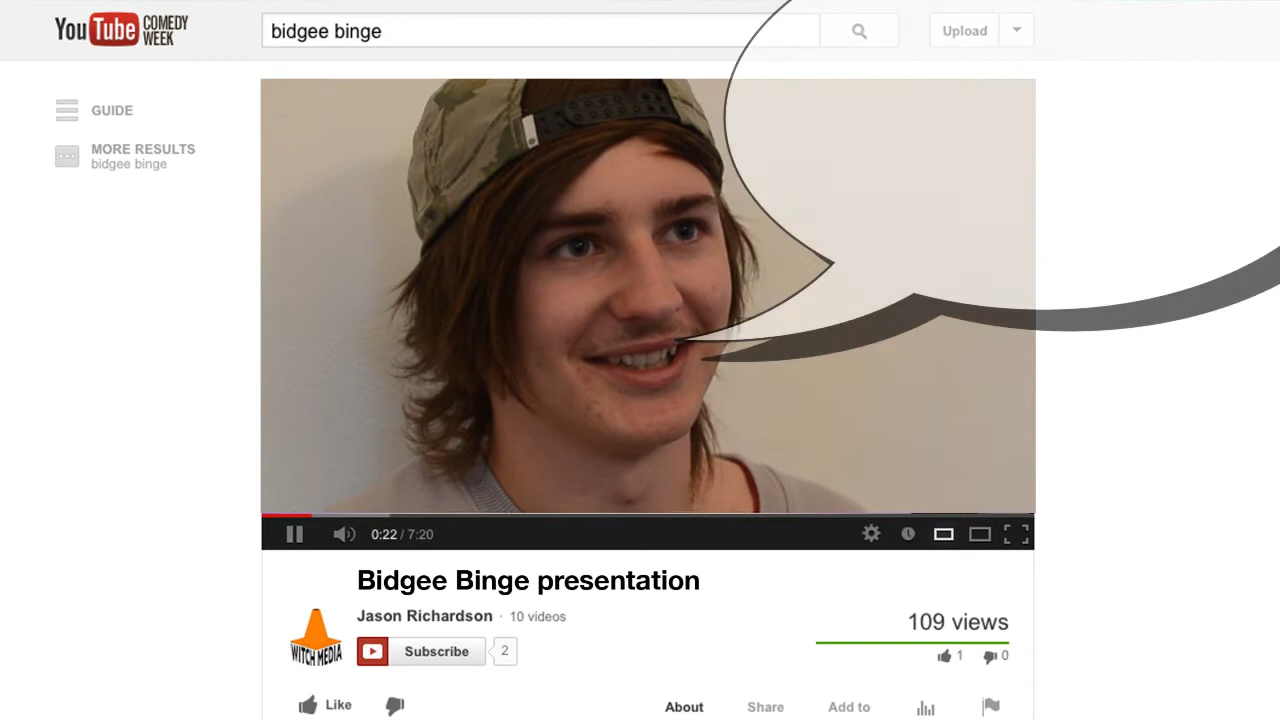 YouTube COMEDY WEEK
bidgee binge
Upload
GUIDE
MORE RESULTS
bidgee binge
0:22 / 7:20
Bidgee Binge presentation
Jason Richardson · 10 videos
109 views
WITCH MEDIA
Subscribe 2
1 0
Like
About Share Add to